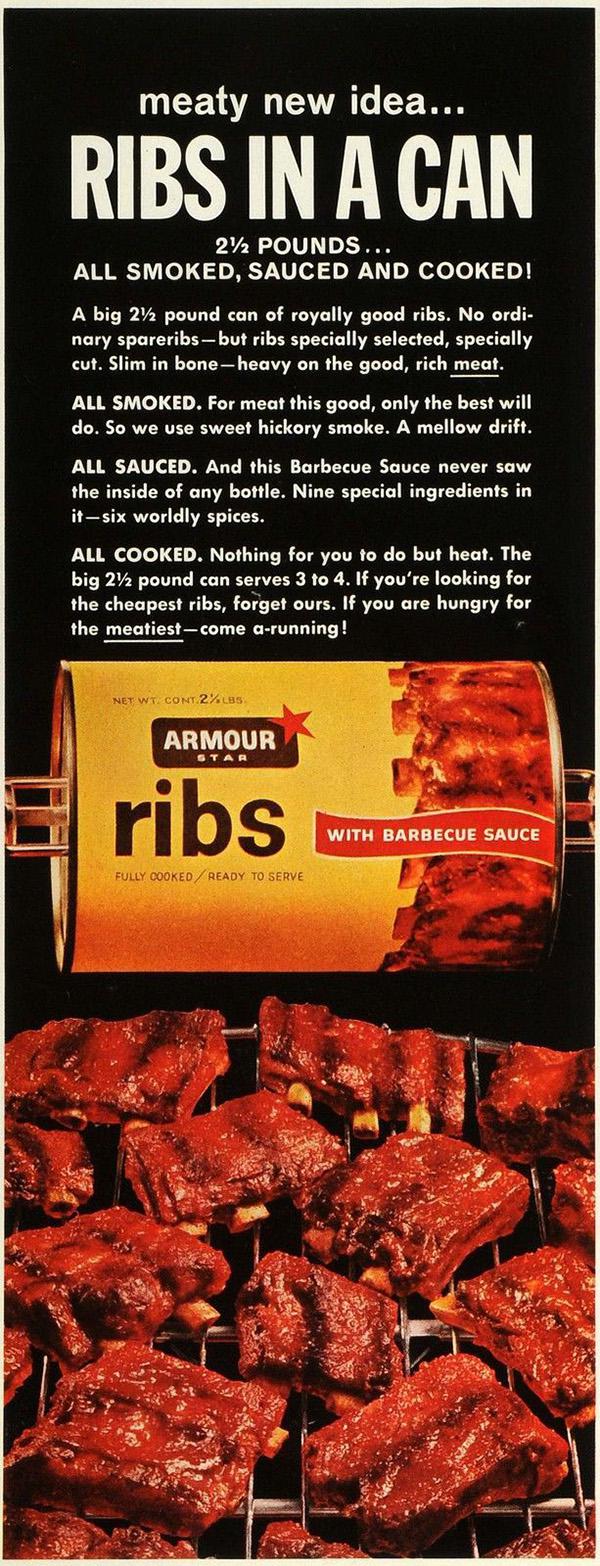 meaty new idea...
RIBS IN A CAN
2½ POUNDS...
ALL SMOKED, SAUCED AND COOKED!
A big 2½ pound can of royally good ribs. No ordi-
nary spareribs—but ribs specially selected, specially
cut. Slim in bone—heavy on the good, rich meat.
ALL SMOKED. For meat this good, only the best will
do. So we use sweet hickory smoke. A mellow drift.
ALL SAUCED. And this Barbecue Sauce never saw
the inside of any bottle. Nine special ingredients in
it—six worldly spices.
ALL COOKED. Nothing for you to do but heat. The
big 2½ pound can serves 3 to 4. If you're looking for
the cheapest ribs, forget ours. If you are hungry for
the meatiest—come a-running!
NET WT. CONT. 2½ LBS.
ARMOUR
STAR
ribs
WITH BARBECUE SAUCE
FULLY COOKED / READY TO SERVE